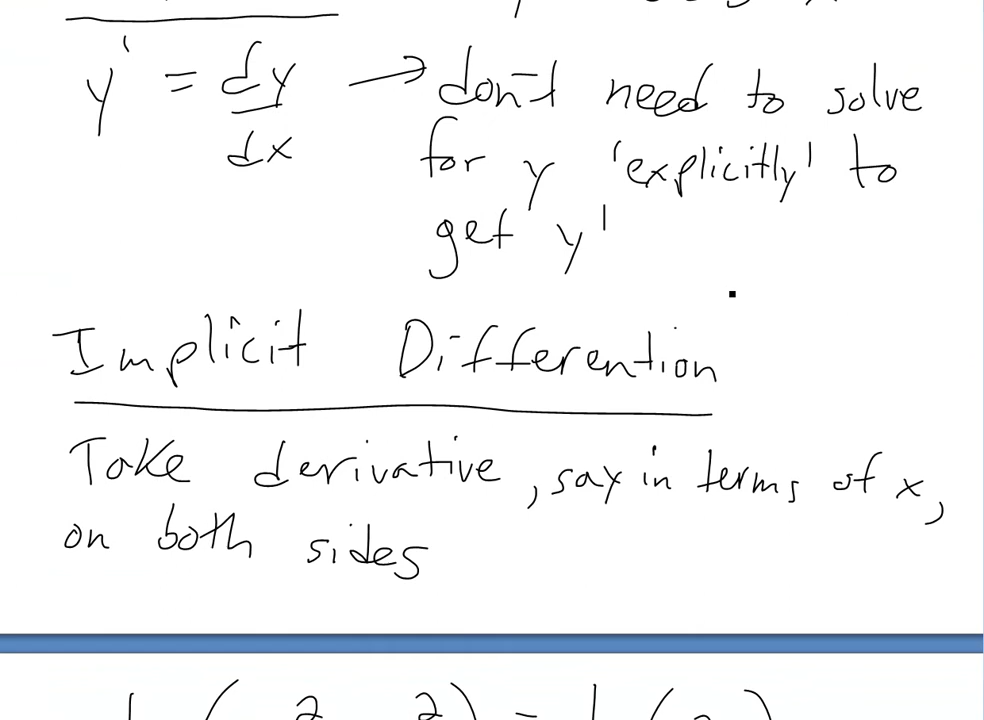 y' = dy/dx → don't need to solve
for y 'explicitly' to
get y'
Implicit Differention
Take derivative, say in terms of x,
on both sides